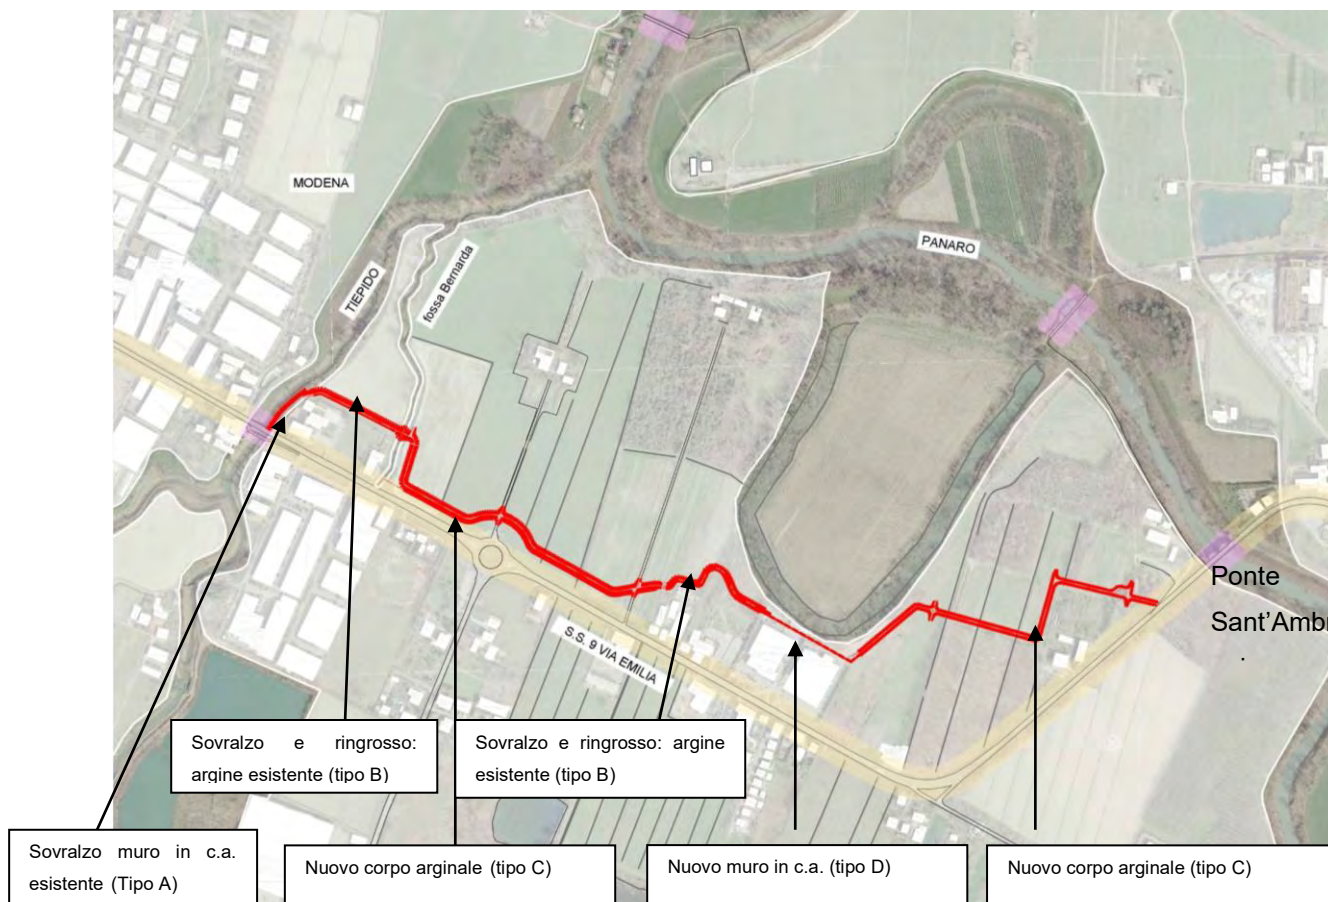 MODENA
TIEPIDO
fossa Bernarda
PANARO
Ponte
Sant'Ambr
.
S.S. 9 VIA EMILIA
Sovralzo e ringrosso:
argine esistente (tipo B)
Sovralzo e ringrosso: argine
esistente (tipo B)
Sovralzo muro in c.a.
esistente (Tipo A)
Nuovo corpo arginale (tipo C)
Nuovo muro in c.a. (tipo D)
Nuovo corpo arginale (tipo C)